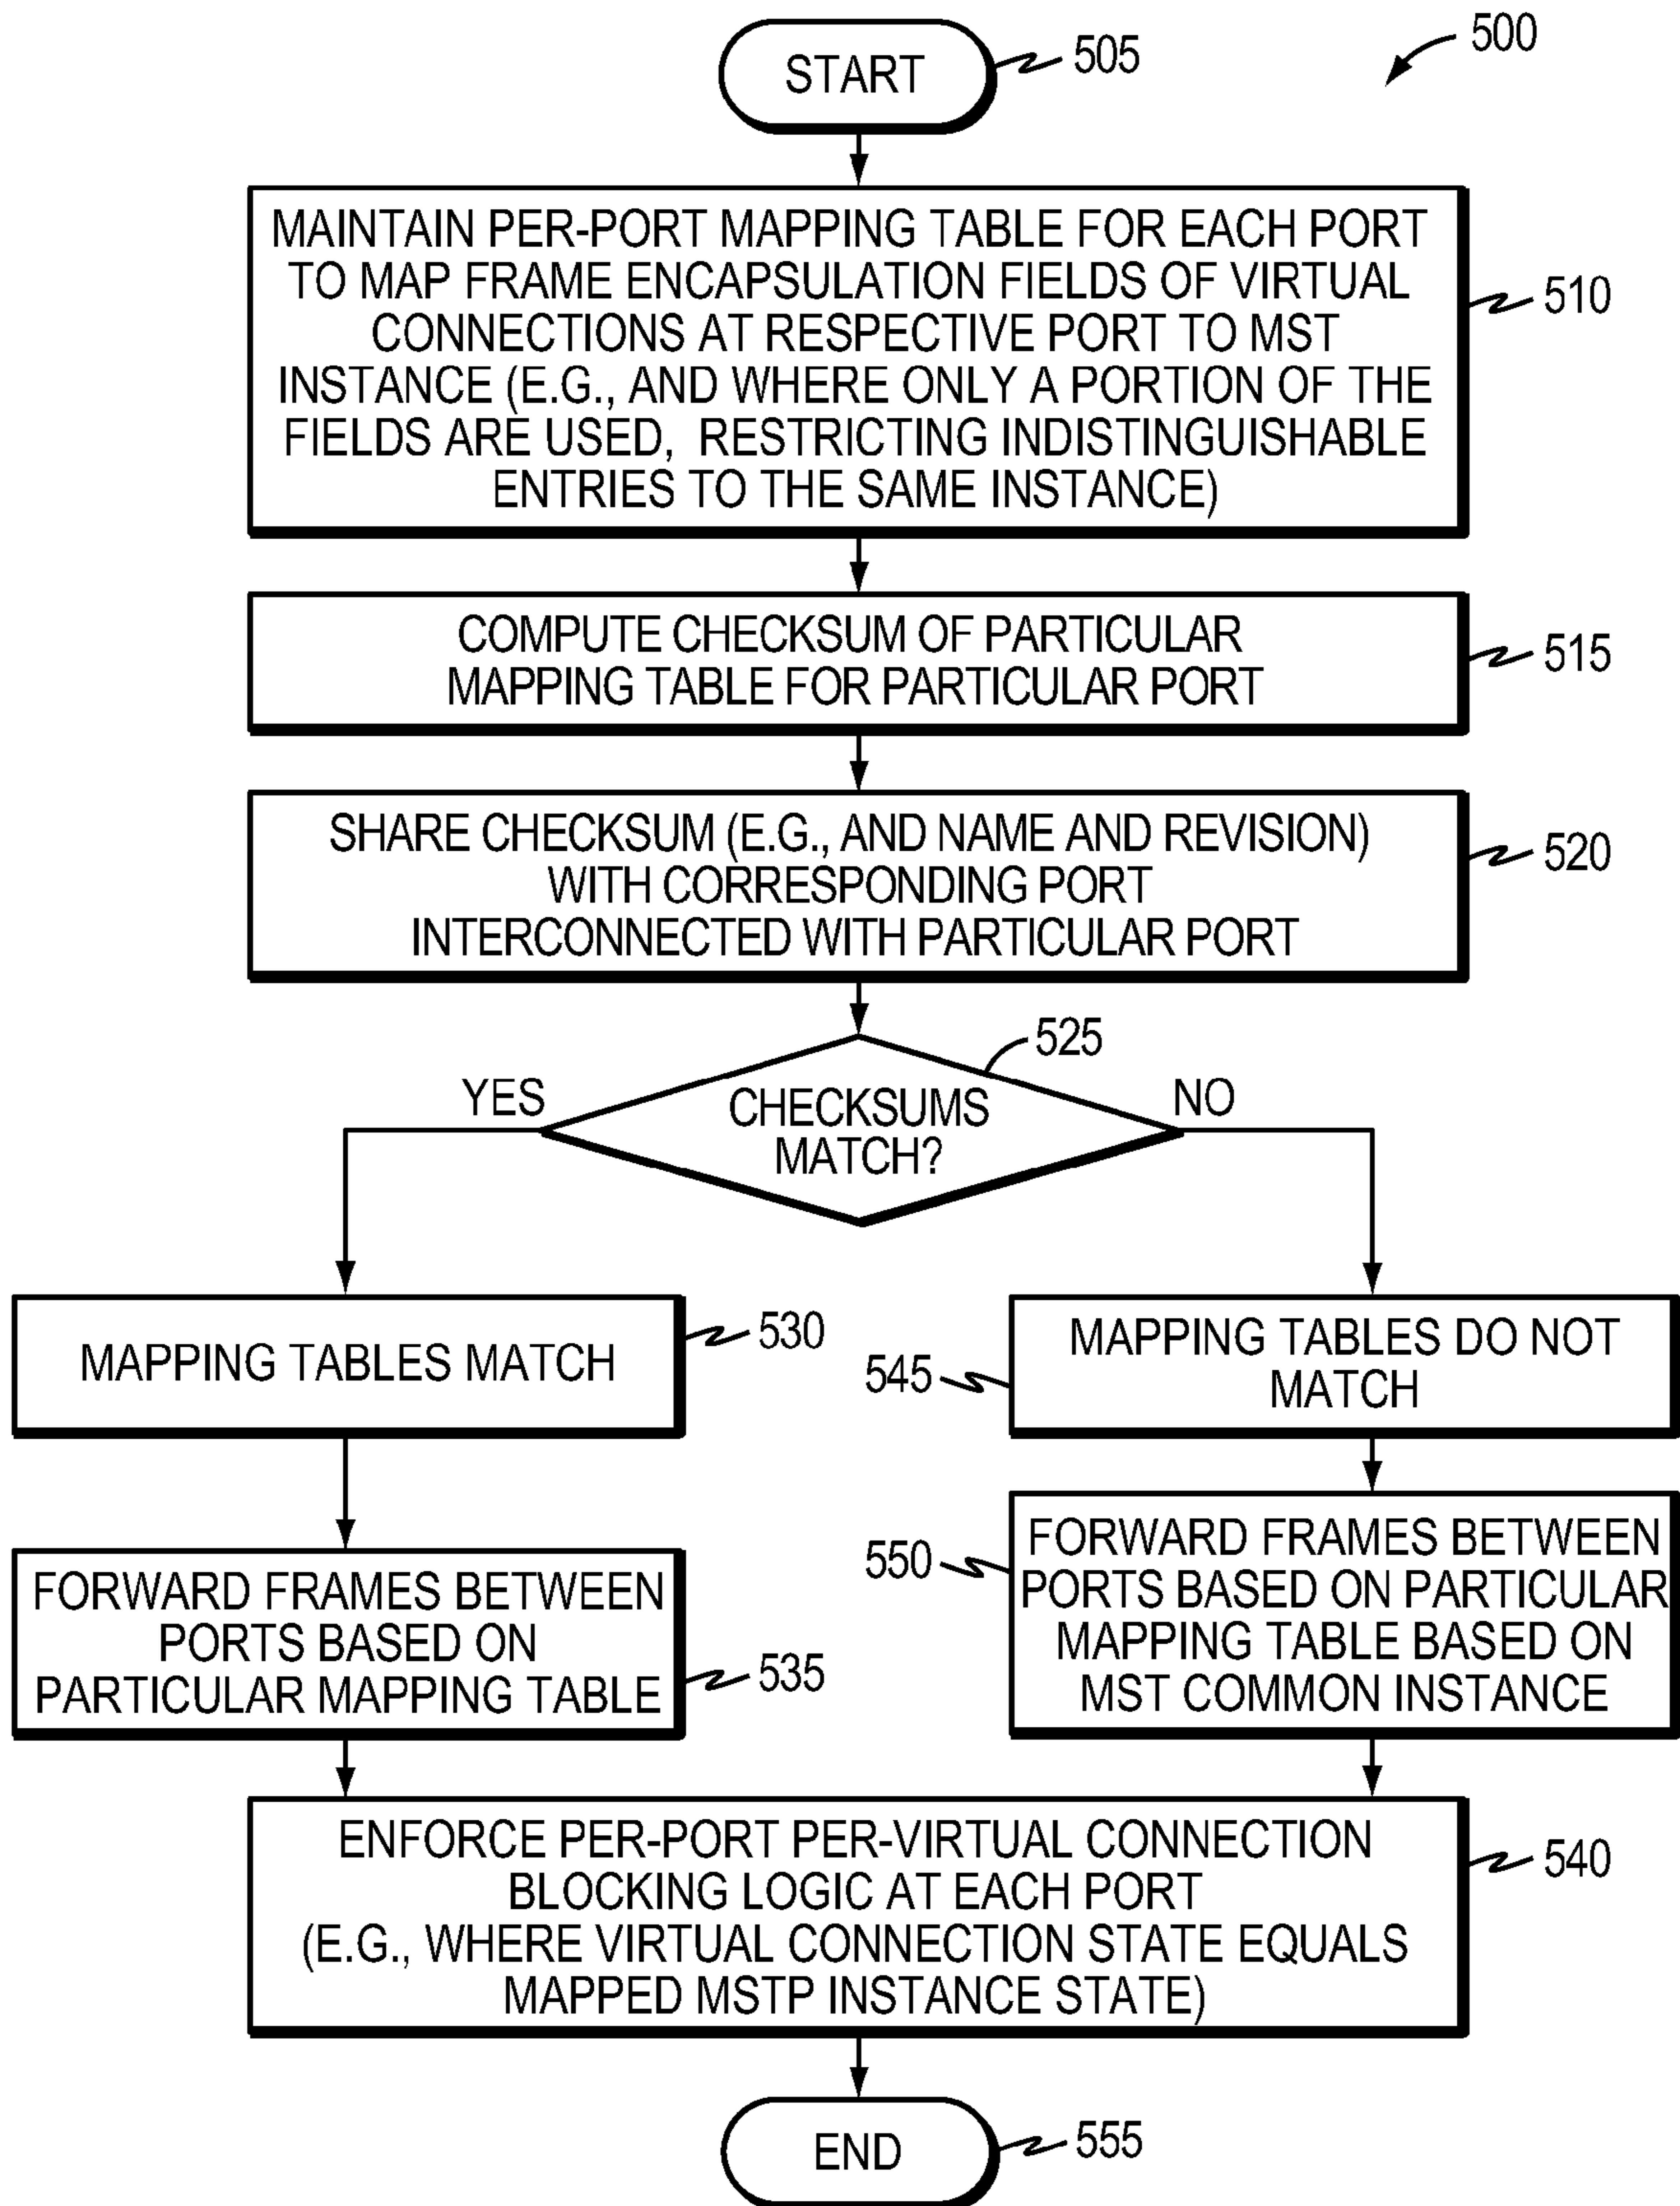 500
START
505
MAINTAIN PER-PORT MAPPING TABLE FOR EACH PORT
TO MAP FRAME ENCAPSULATION FIELDS OF VIRTUAL
CONNECTIONS AT RESPECTIVE PORT TO MST
INSTANCE (E.G., AND WHERE ONLY A PORTION OF THE
FIELDS ARE USED, RESTRICTING INDISTINGUISHABLE
ENTRIES TO THE SAME INSTANCE)
510
COMPUTE CHECKSUM OF PARTICULAR
MAPPING TABLE FOR PARTICULAR PORT
515
SHARE CHECKSUM (E.G., AND NAME AND REVISION)
WITH CORRESPONDING PORT
INTERCONNECTED WITH PARTICULAR PORT
520
525
YES
CHECKSUMS
MATCH?
NO
MAPPING TABLES MATCH
530
545
MAPPING TABLES DO NOT
MATCH
FORWARD FRAMES BETWEEN
PORTS BASED ON
PARTICULAR MAPPING TABLE
535
550
FORWARD FRAMES BETWEEN
PORTS BASED ON PARTICULAR
MAPPING TABLE BASED ON
MST COMMON INSTANCE
ENFORCE PER-PORT PER-VIRTUAL CONNECTION
BLOCKING LOGIC AT EACH PORT
(E.G., WHERE VIRTUAL CONNECTION STATE EQUALS
MAPPED MSTP INSTANCE STATE)
540
END
555